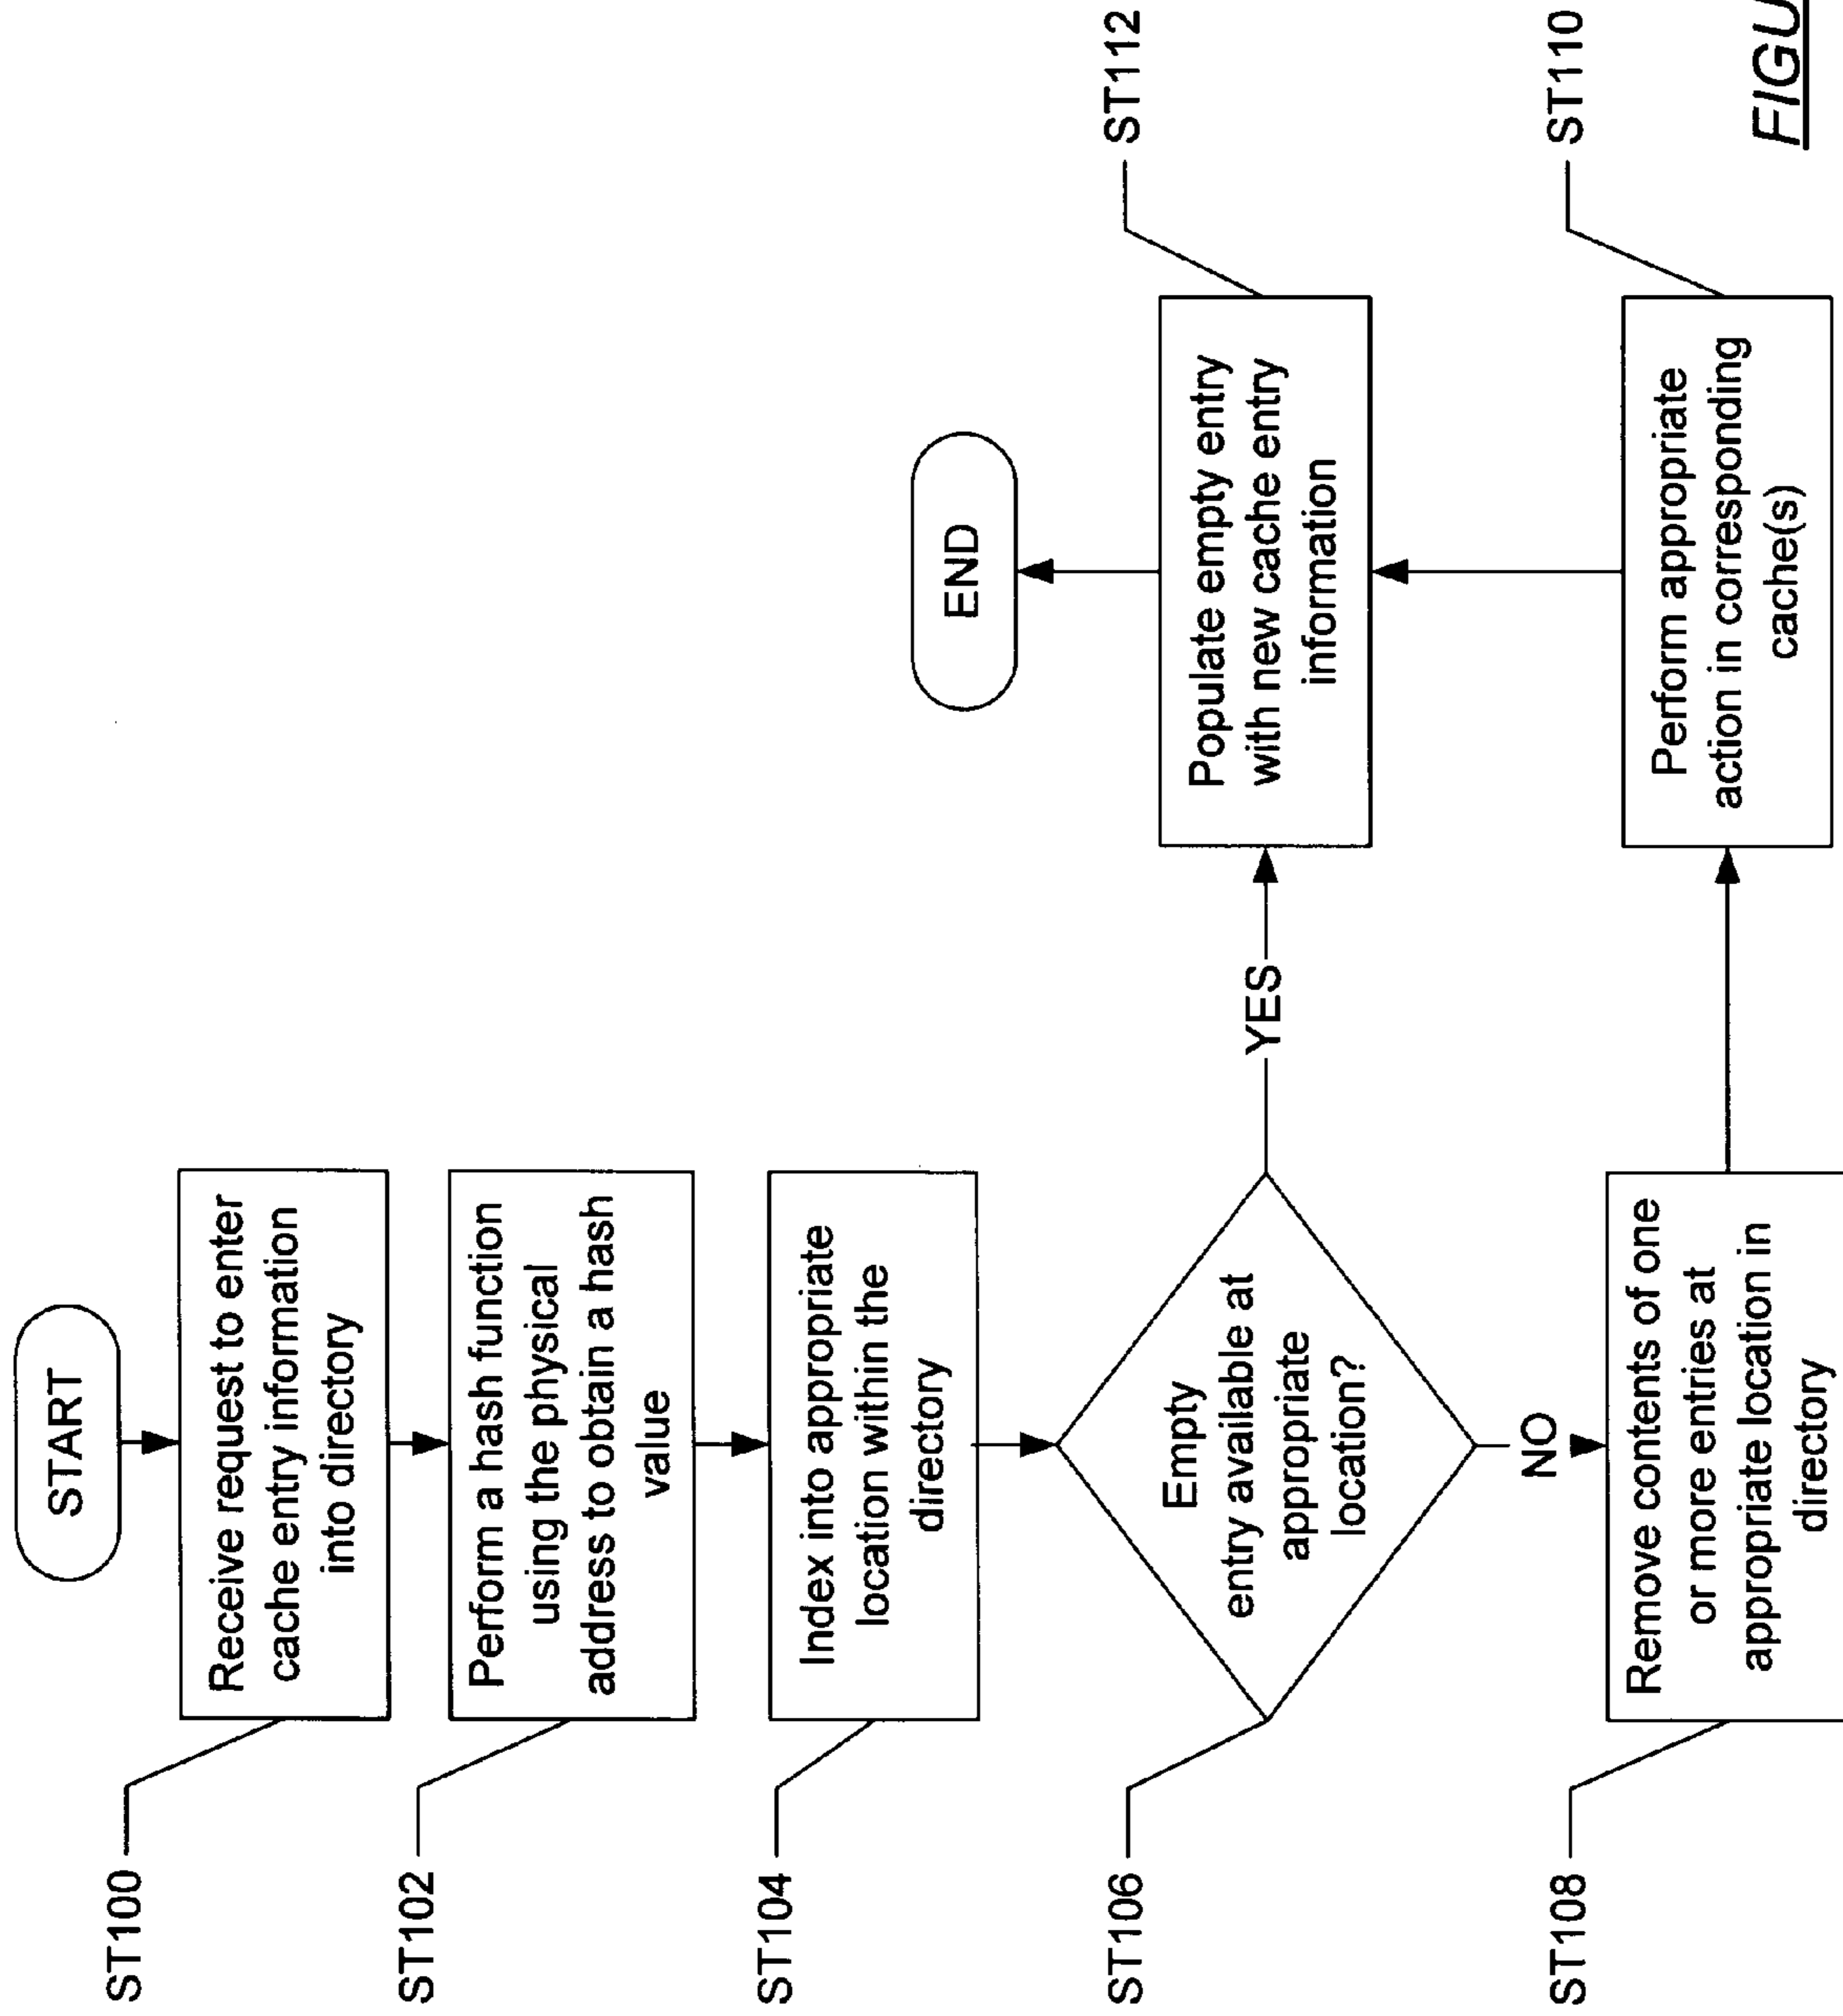 START
ST100
Receive request to enter
cache entry information
into directory
ST102
Perform a hash function
using the physical
address to obtain a hash
value
ST104
Index into appropriate
location within the
directory
ST106
Empty
entry available at
appropriate
location?
YES
NO
ST108
Remove contents of one
or more entries at
appropriate location in
directory
END
ST112
Populate empty entry
with new cache entry
information
ST110
Perform appropriate
action in corresponding
cache(s)